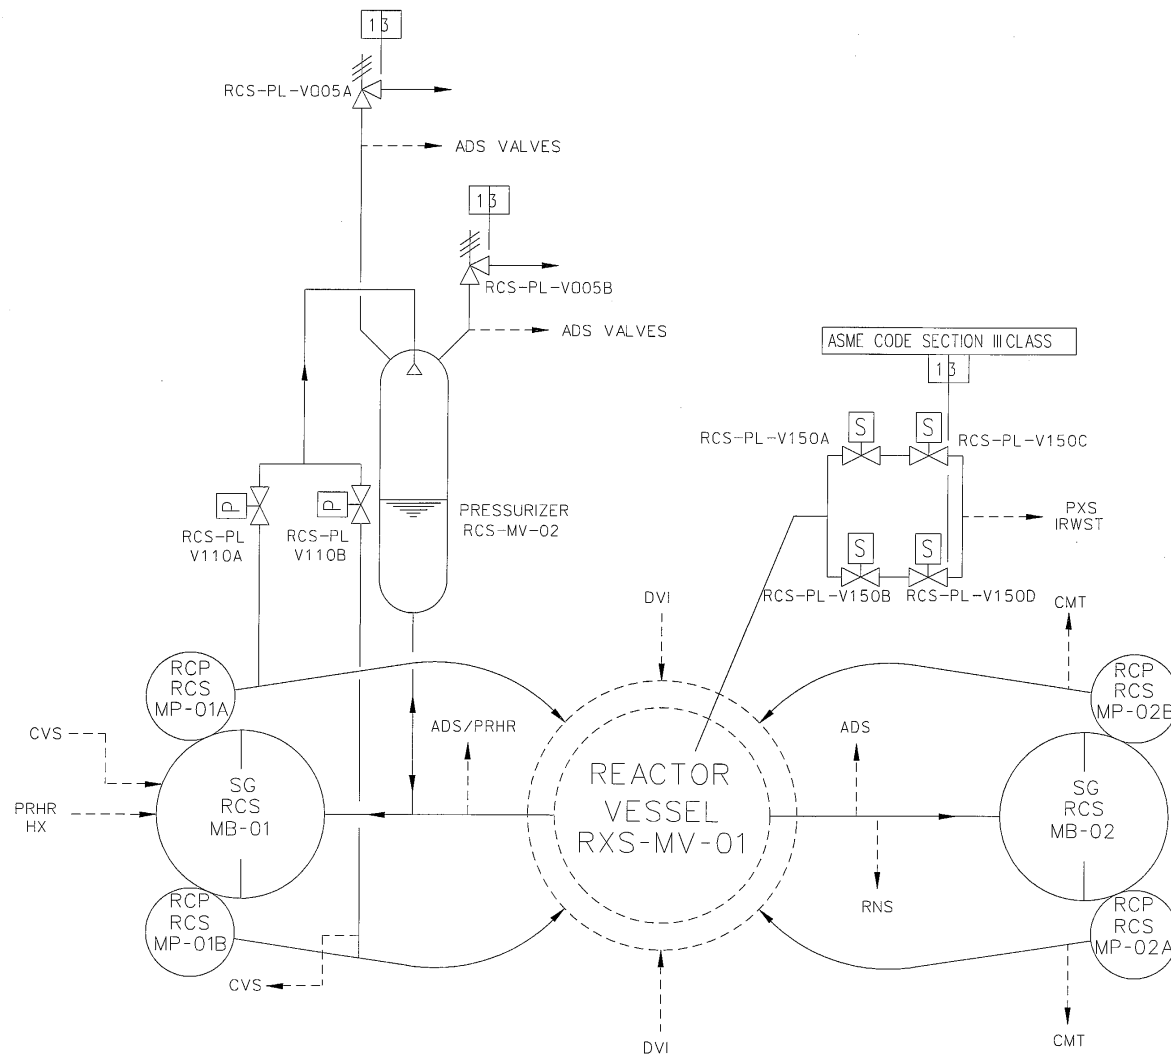 13
RCS-PL-V005A
ADS VALVES
13
RCS-PL-V005B
ADS VALVES
ASME CODE SECTION III CLASS
13
S
S
RCS-PL-V150A
RCS-PL-V150C
P
P
PRESSURIZER
RCS-MV-02
RCS-PL
V110A
RCS-PL
V110B
PXS
IRWST
S
S
RCS-PL-V150B
RCS-PL-V150D
DVI
CMT
RCP
RCS
MP-01A
RCP
RCS
MP-02B
CVS
ADS/PRHR
ADS
SG
RCS
MB-01
REACTOR
VESSEL
RXS-MV-01
SG
RCS
MB-02
PRHR
HX
RCP
RCS
MP-01B
RNS
RCP
RCS
MP-02A
CVS
DVI
CMT